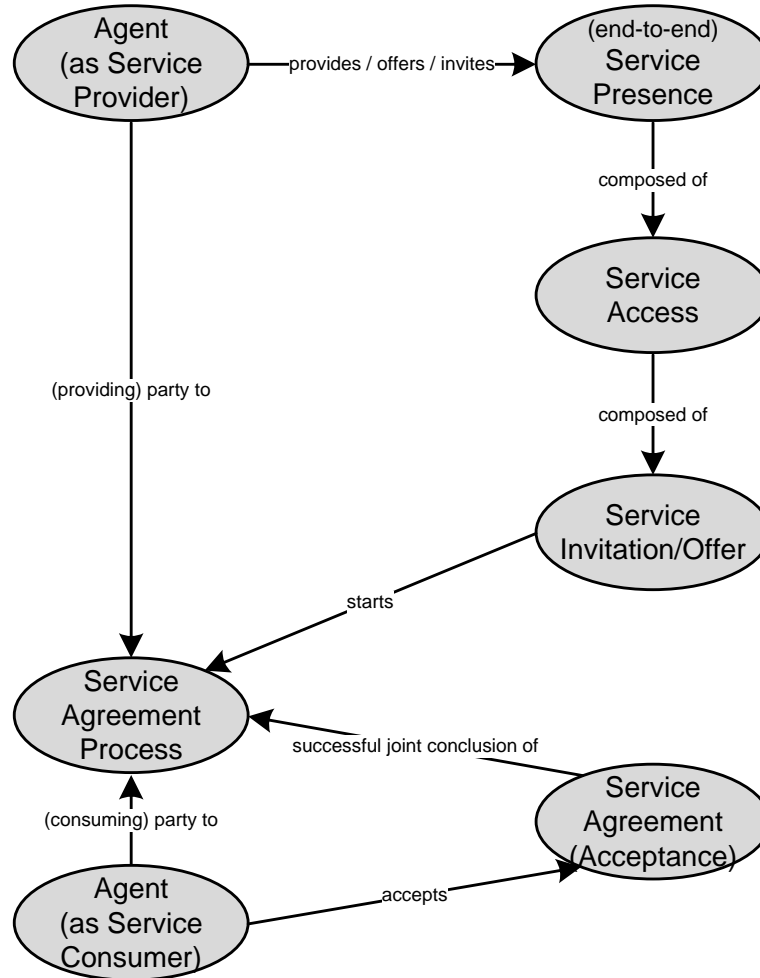 Agent
(as Service
Provider)
provides / offers / invites
(end-to-end)
Service
Presence
composed of
Service
Access
(providing) party to
composed of
Service
Invitation/Offer
starts
Service
Agreement
Process
successful joint conclusion of
Service
Agreement
(Acceptance)
(consuming) party to
Agent
(as Service
Consumer)
accepts